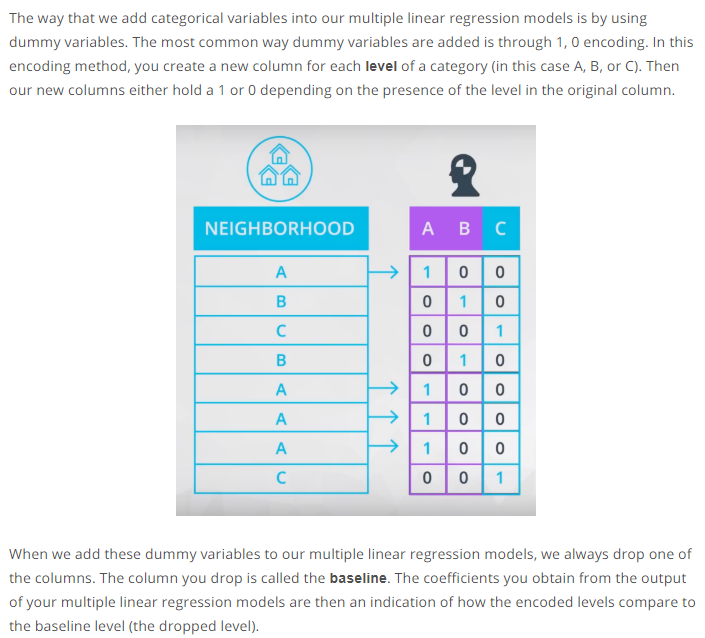 The way that we add categorical variables into our multiple linear regression models is by using
dummy variables. The most common way dummy variables are added is through 1, 0 encoding. In this
encoding method, you create a new column for each level of a category (in this case A, B, or C). Then
our new columns either hold a 1 or 0 depending on the presence of the level in the original column.
NEIGHBORHOOD A B C
A 1 0 0
B 0 1 0
C 0 0 1
B 0 1 0
A 1 0 0
A 1 0 0
A 1 0 0
C 0 0 1
When we add these dummy variables to our multiple linear regression models, we always drop one of
the columns. The column you drop is called the baseline. The coefficients you obtain from the output
of your multiple linear regression models are then an indication of how the encoded levels compare to
the baseline level (the dropped level).